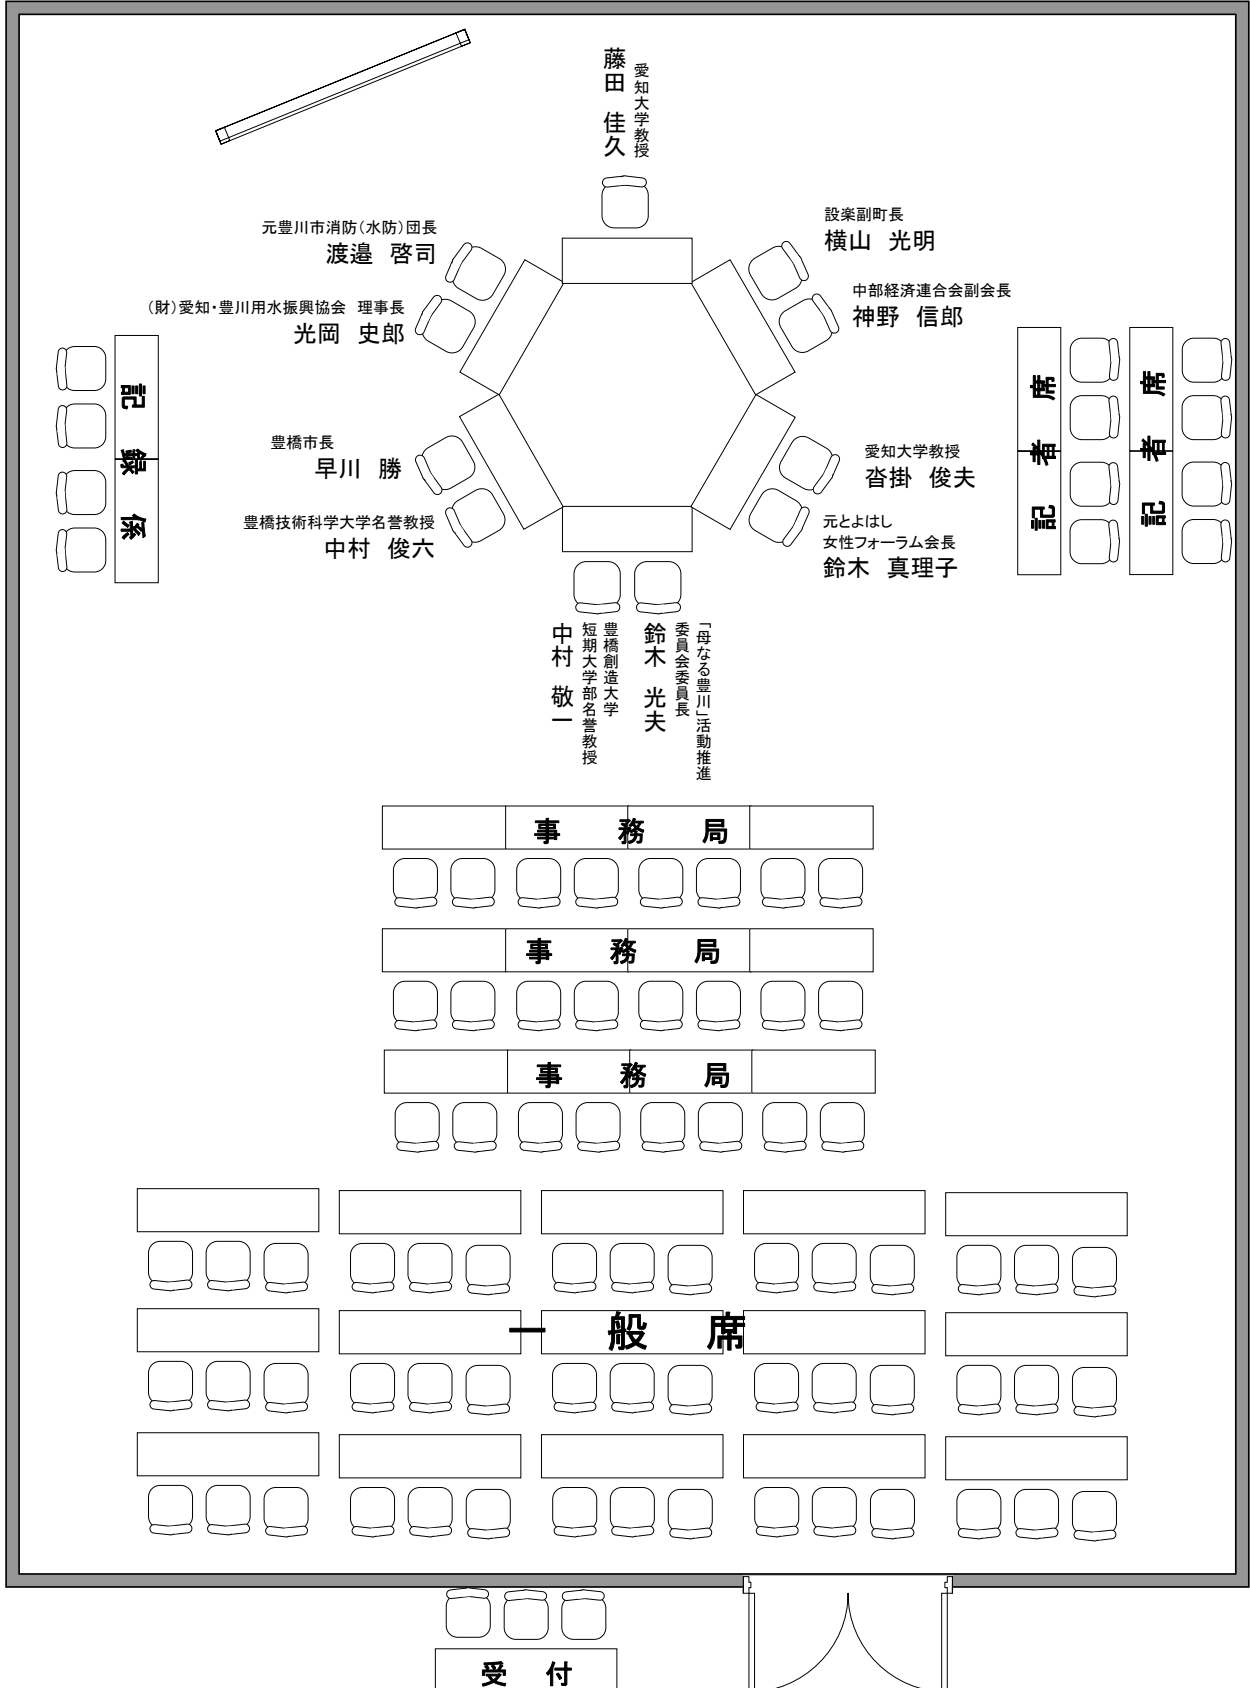 愛知大学教授
藤田　佳久
元豊川市消防（水防）団長
渡邉　啓司
（財）愛知・豊川用水振興協会　理事長
光岡　史郎
設楽副町長
横山　光明
中部経済連合会副会長
神野　信郎
記録係
記者席
記者席
豊橋市長
早川　勝
豊橋技術科学大学名誉教授
中村　俊六
愛知大学教授
沓掛　俊夫
元とよはし
女性フォーラム会長
鈴木　真理子
「母なる豊川」活動推進
委員会委員長
鈴木　光夫
豊橋創造大学
短期大学部名誉教授
中村　敬一
事務局
事務局
事務局
一般席
受付